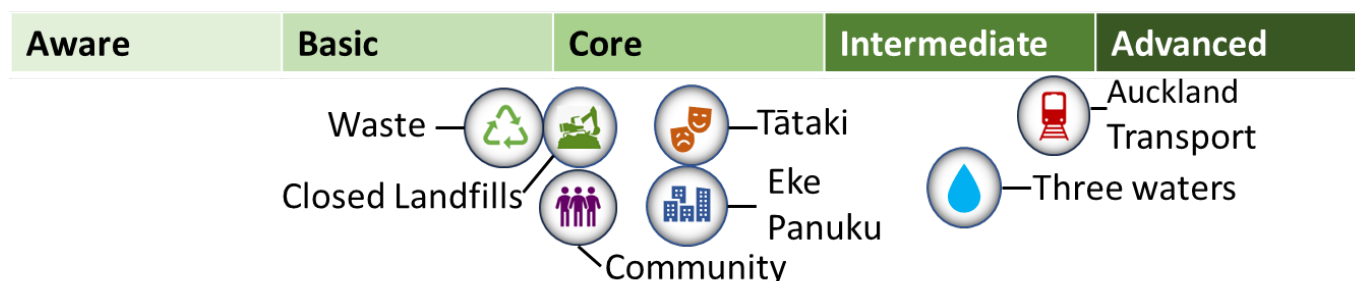 Aware Basic Core Intermediate Advanced
Waste
Closed Landfills
Community
Tātaki
Eke
Panuku
Auckland
Transport
Three waters